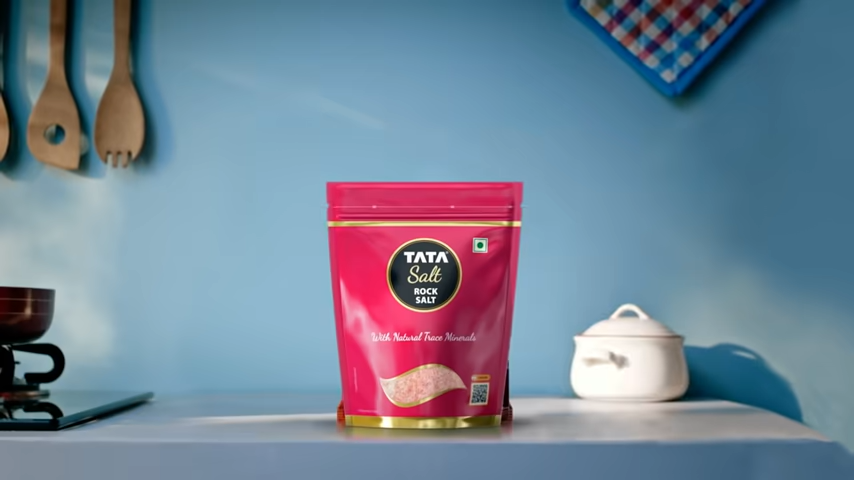 TATA
Salt
ROCK
SALT
With Natural Trace Minerals